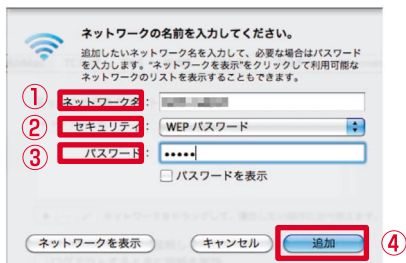 ネットワークの名前を入力してください。
追加したいネットワーク名を入力して、必要な場合はパスワード
を入力します。"ネットワークを表示"をクリックして利用可能な
ネットワークのリストを表示することもできます。
① ネットワーク名：
② セキュリティ： WEP パスワード
③ パスワード： •••••
パスワードを表示
ネットワークを表示 キャンセル 追加 ④